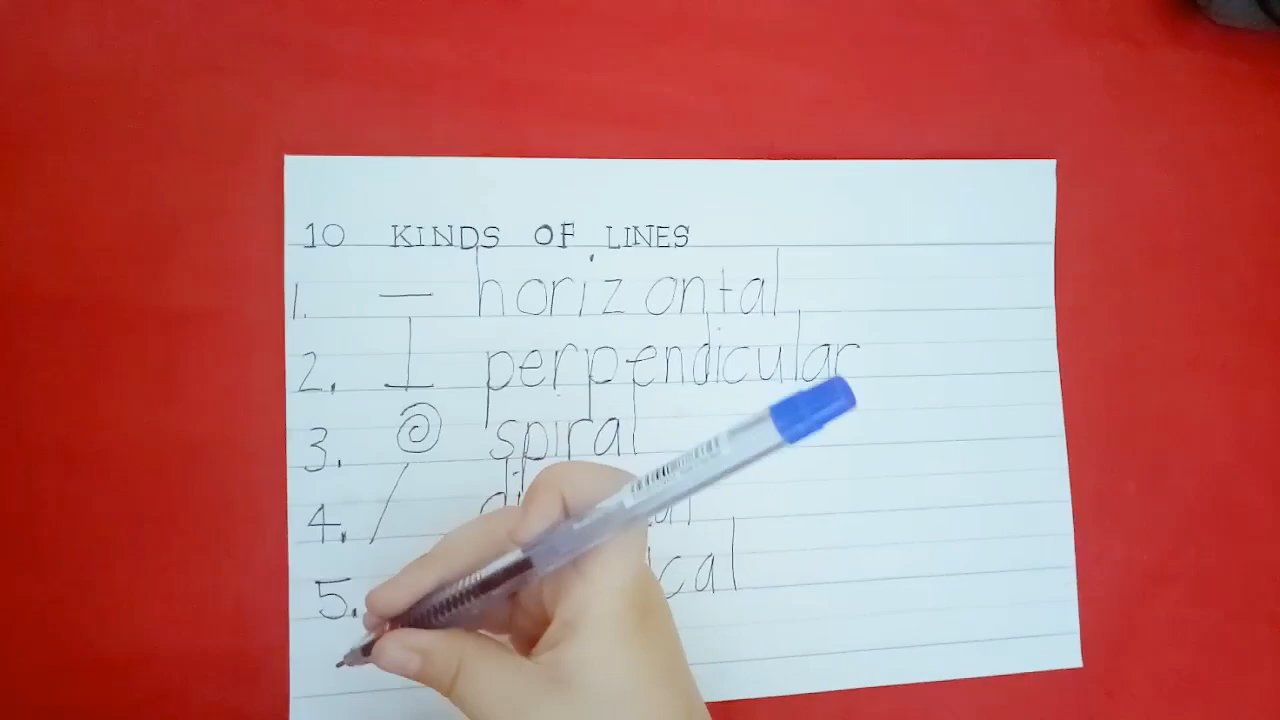 10 KINDS OF LINES
1. — horizontal
2. perpendicular
3. spiral
4. /
5.